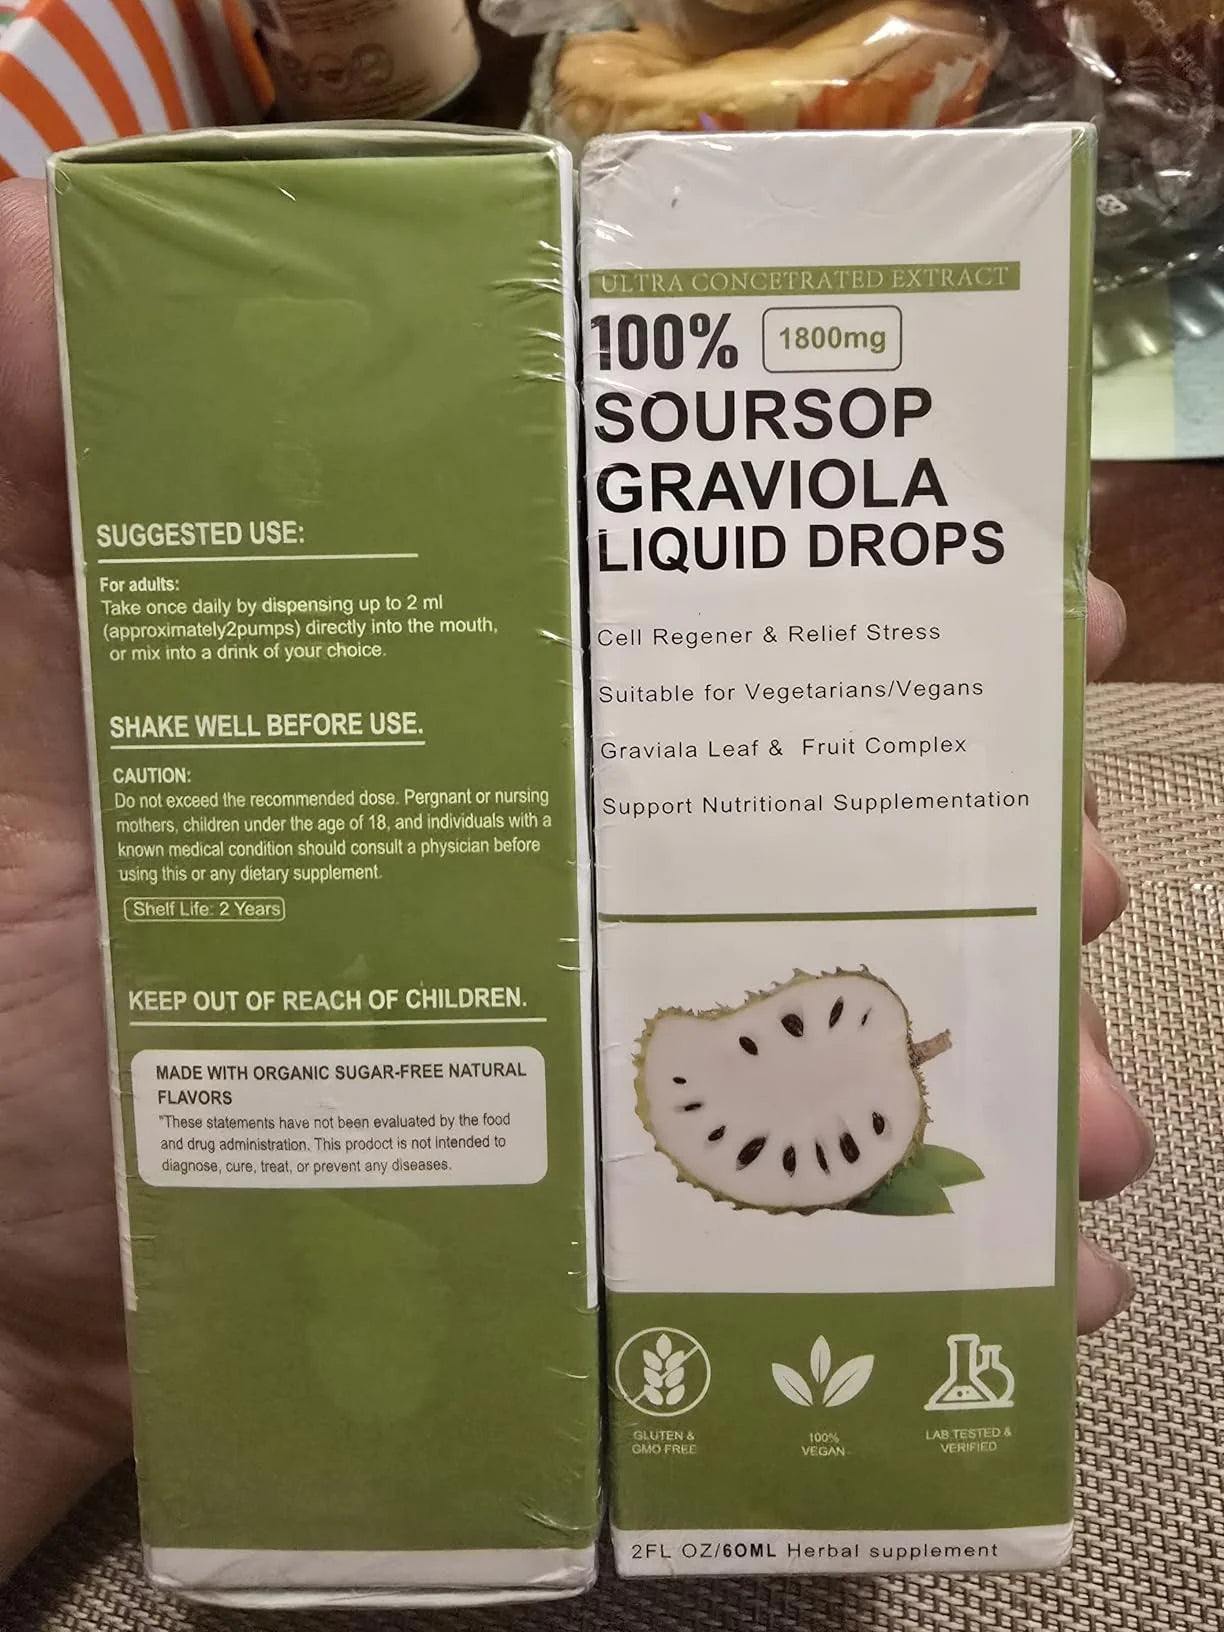 SUGGESTED USE:
For adults:
Take once daily by dispensing up to 2 ml
(approximately2pumps) directly into the mouth,
or mix into a drink of your choice.
SHAKE WELL BEFORE USE.
CAUTION:
Do not exceed the recommended dose. Pergnant or nursing
mothers, children under the age of 18, and individuals with a
known medical condition should consult a physician before
using this or any dietary supplement.
Shelf Life: 2 Years
KEEP OUT OF REACH OF CHILDREN.
MADE WITH ORGANIC SUGAR-FREE NATURAL
FLAVORS
"These statements have not been evaluated by the food
and drug administration. This product is not intended to
diagnose, cure, treat, or prevent any diseases.
ULTRA CONCETRATED EXTRACT
100% 1800mg
SOURSOP
GRAVIOLA
LIQUID DROPS
Cell Regener & Relief Stress
Suitable for Vegetarians/Vegans
Graviala Leaf & Fruit Complex
Support Nutritional Supplementation
GLUTEN &
GMO FREE
100%
VEGAN
LAB TESTED &
VERIFIED
2FL OZ/60ML Herbal supplement